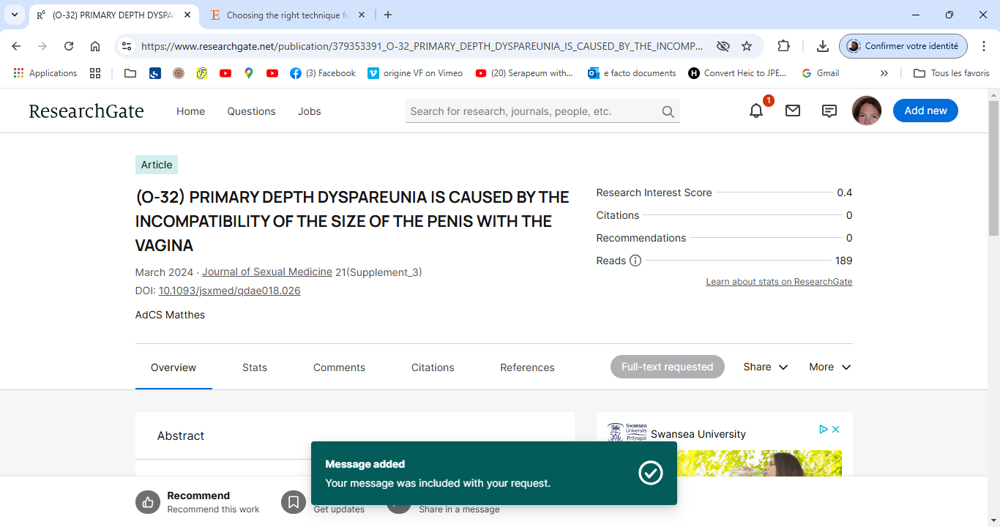 (O-32) PRIMARY DEPTH DYSPA
Choosing the right technique fo
https://www.researchgate.net/publication/379353391_O-32_PRIMARY_DEPTH_DYSPAREUNIA_IS_CAUSED_BY_THE_INCOMP...
Confirmer votre identité
Applications
(3) Facebook
origine VF on Vimeo
(20) Serapeum with...
e facto documents
Convert Heic to JPE...
Gmail
Tous les favoris
ResearchGate
Home
Questions
Jobs
Search for research, journals, people, etc.
1
Add new
Article
(O-32) PRIMARY DEPTH DYSPAREUNIA IS CAUSED BY THE
INCOMPATIBILITY OF THE SIZE OF THE PENIS WITH THE
VAGINA
March 2024 · Journal of Sexual Medicine 21(Supplement_3)
DOI: 10.1093/jsxmed/qdae018.026
AdCS Matthes
Research Interest Score 0.4
Citations 0
Recommendations 0
Reads 189
Learn about stats on ResearchGate
Overview
Stats
Comments
Citations
References
Full-text requested
Share
More
Abstract
Swansea University
Prifysgol
Swansea University
Message added
Your message was included with your request.
Recommend
Recommend this work
Get updates
Share in a message